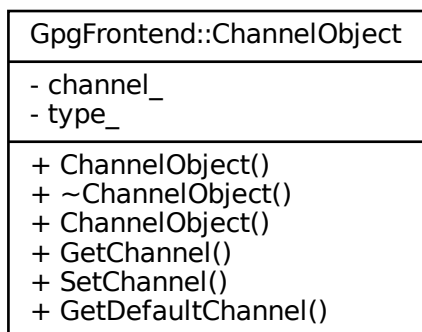 GpgFrontend::ChannelObject
- channel_
- type_
+ ChannelObject()
+ ~ChannelObject()
+ ChannelObject()
+ GetChannel()
+ SetChannel()
+ GetDefaultChannel()